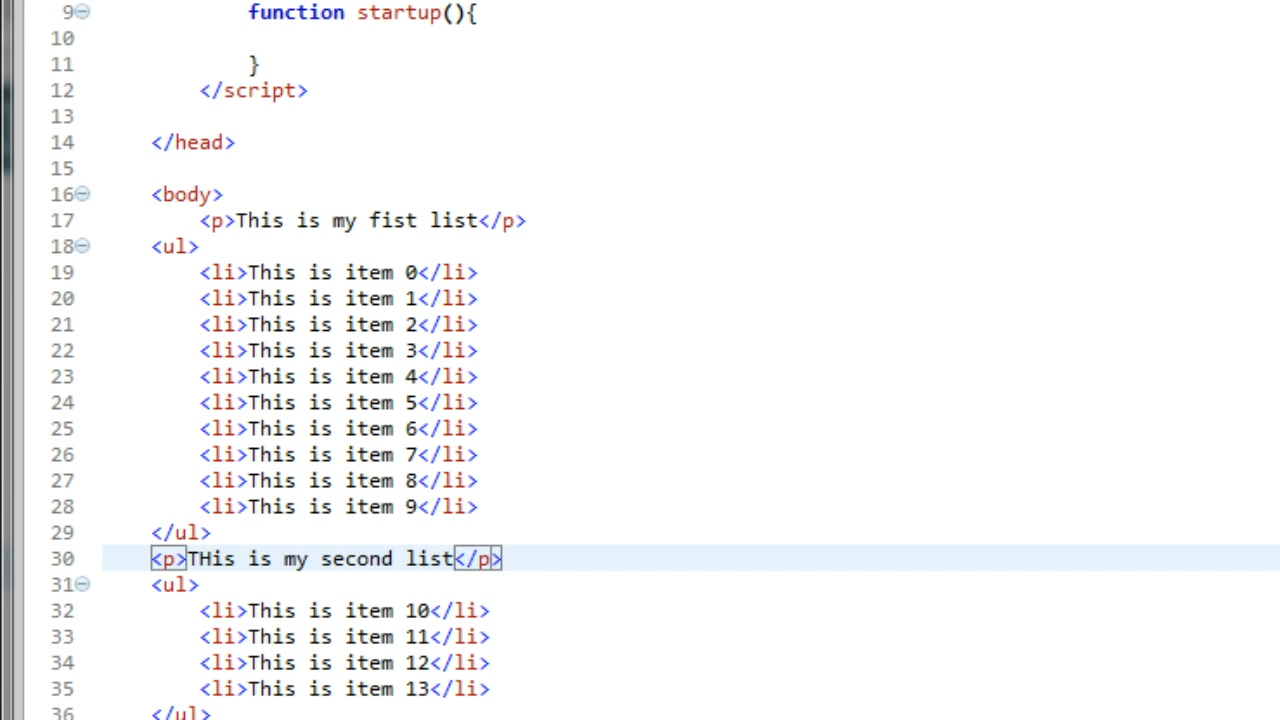 9 function startup(){
10
11 }
12 </script>
13
14 </head>
15
16 <body>
17 <p>This is my fist list</p>
18 <ul>
19 <li>This is item 0</li>
20 <li>This is item 1</li>
21 <li>This is item 2</li>
22 <li>This is item 3</li>
23 <li>This is item 4</li>
24 <li>This is item 5</li>
25 <li>This is item 6</li>
26 <li>This is item 7</li>
27 <li>This is item 8</li>
28 <li>This is item 9</li>
29 </ul>
30 <p>THis is my second list</p>
31 <ul>
32 <li>This is item 10</li>
33 <li>This is item 11</li>
34 <li>This is item 12</li>
35 <li>This is item 13</li>
36 </ul>